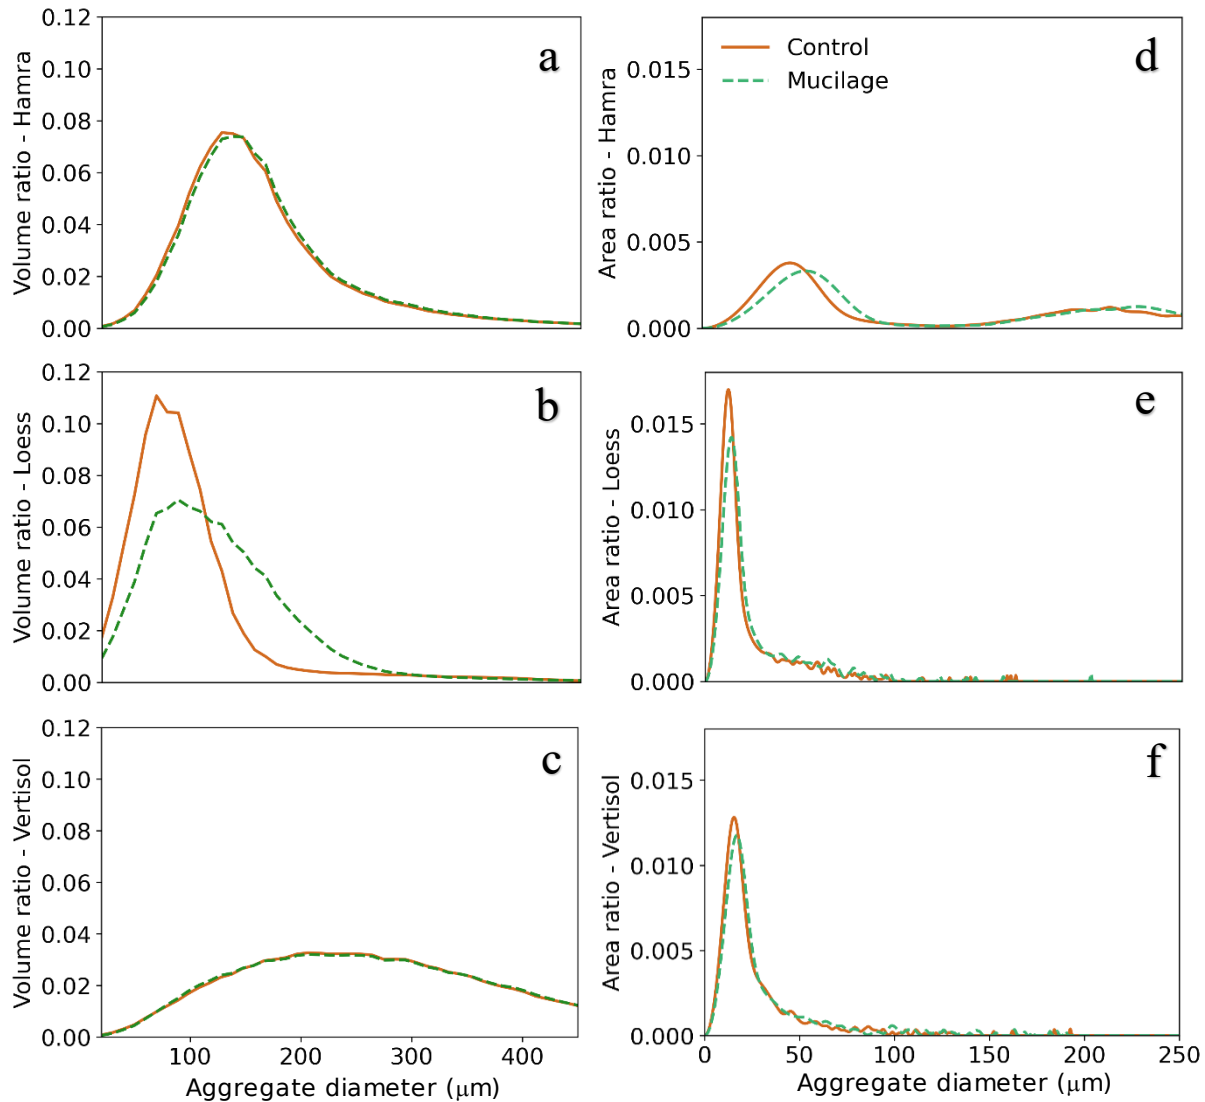 0.12
0.10
0.08
0.06
0.04
0.02
0.00
Volume ratio - Hamra
a
0.015
0.010
0.005
0.000
Area ratio - Hamra
Control
Mucilage
d
0.12
0.10
0.08
0.06
0.04
0.02
0.00
Volume ratio - Loess
b
0.015
0.010
0.005
0.000
Area ratio - Loess
e
0.12
0.10
0.08
0.06
0.04
0.02
0.00
Volume ratio - Vertisol
c
100 200 300 400
Aggregate diameter (μm)
0.015
0.010
0.005
0.000
Area ratio - Vertisol
f
0 50 100 150 200 250
Aggregate diameter (μm)